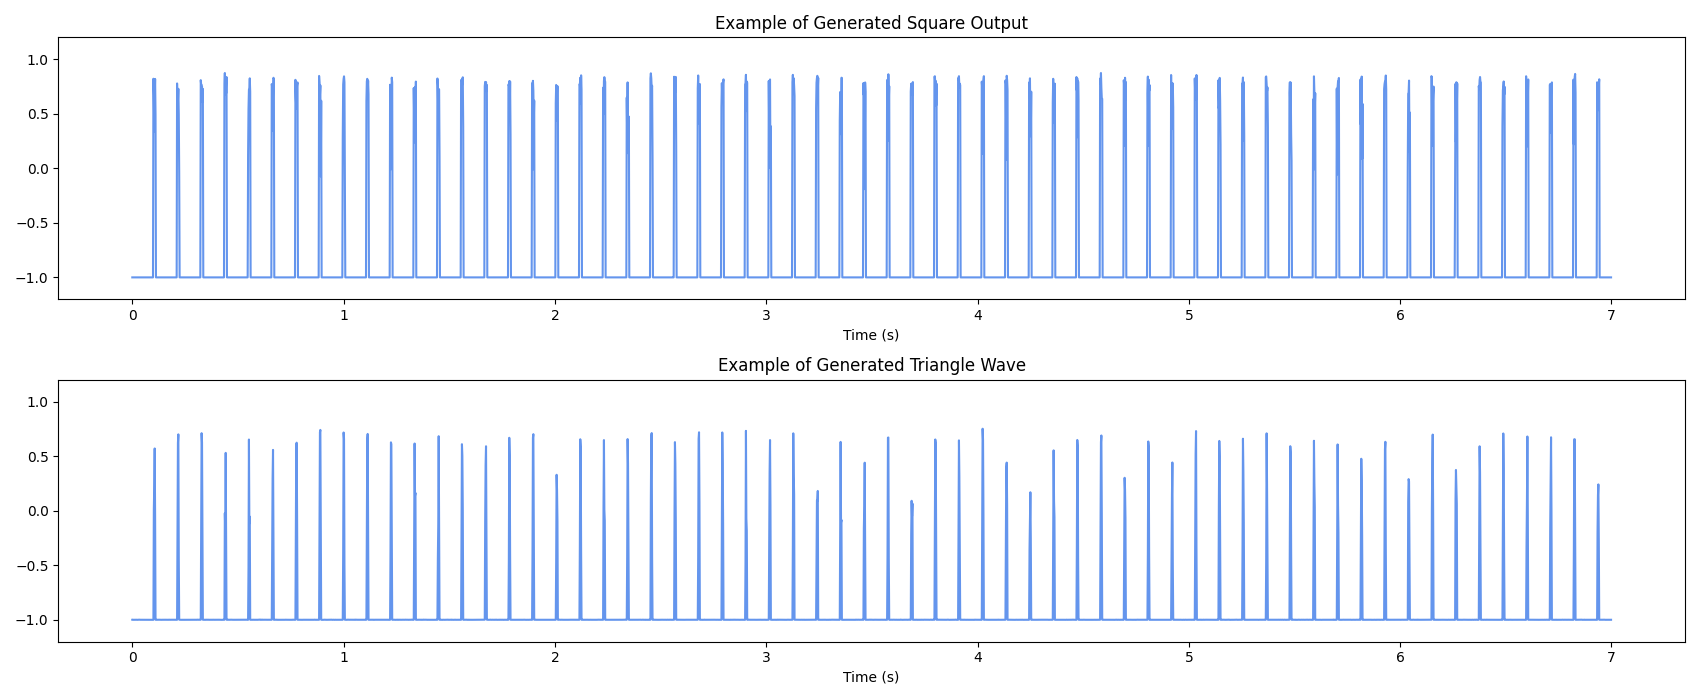 Example of Generated Square Output
1.0
0.5
0.0
−0.5
−1.0
0 1 2 3 4 5 6 7
Time (s)
Example of Generated Triangle Wave
1.0
0.5
0.0
−0.5
−1.0
0 1 2 3 4 5 6 7
Time (s)